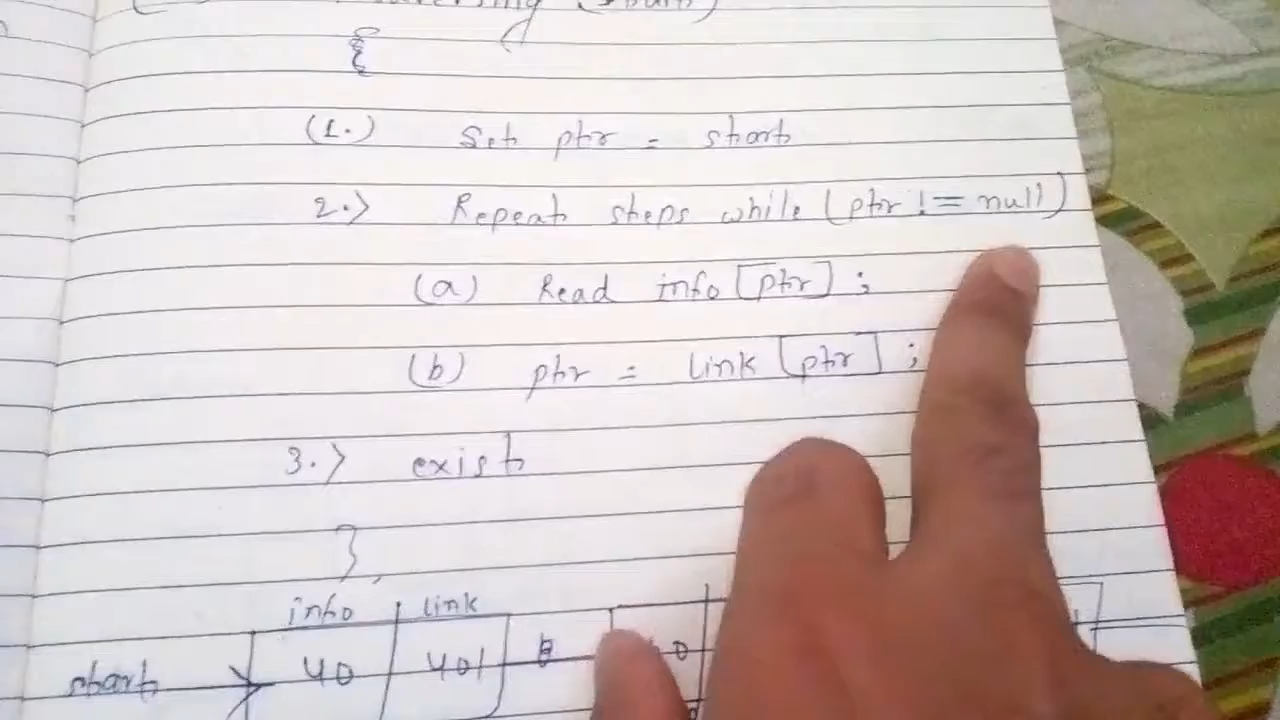 (start)
{
(1.) Set ptr = start
2.> Repeat steps while (ptr != null)
(a) Read info [ptr] ;
(b) ptr = link [ptr] ;
3.> exist
}
info link
start 40 401